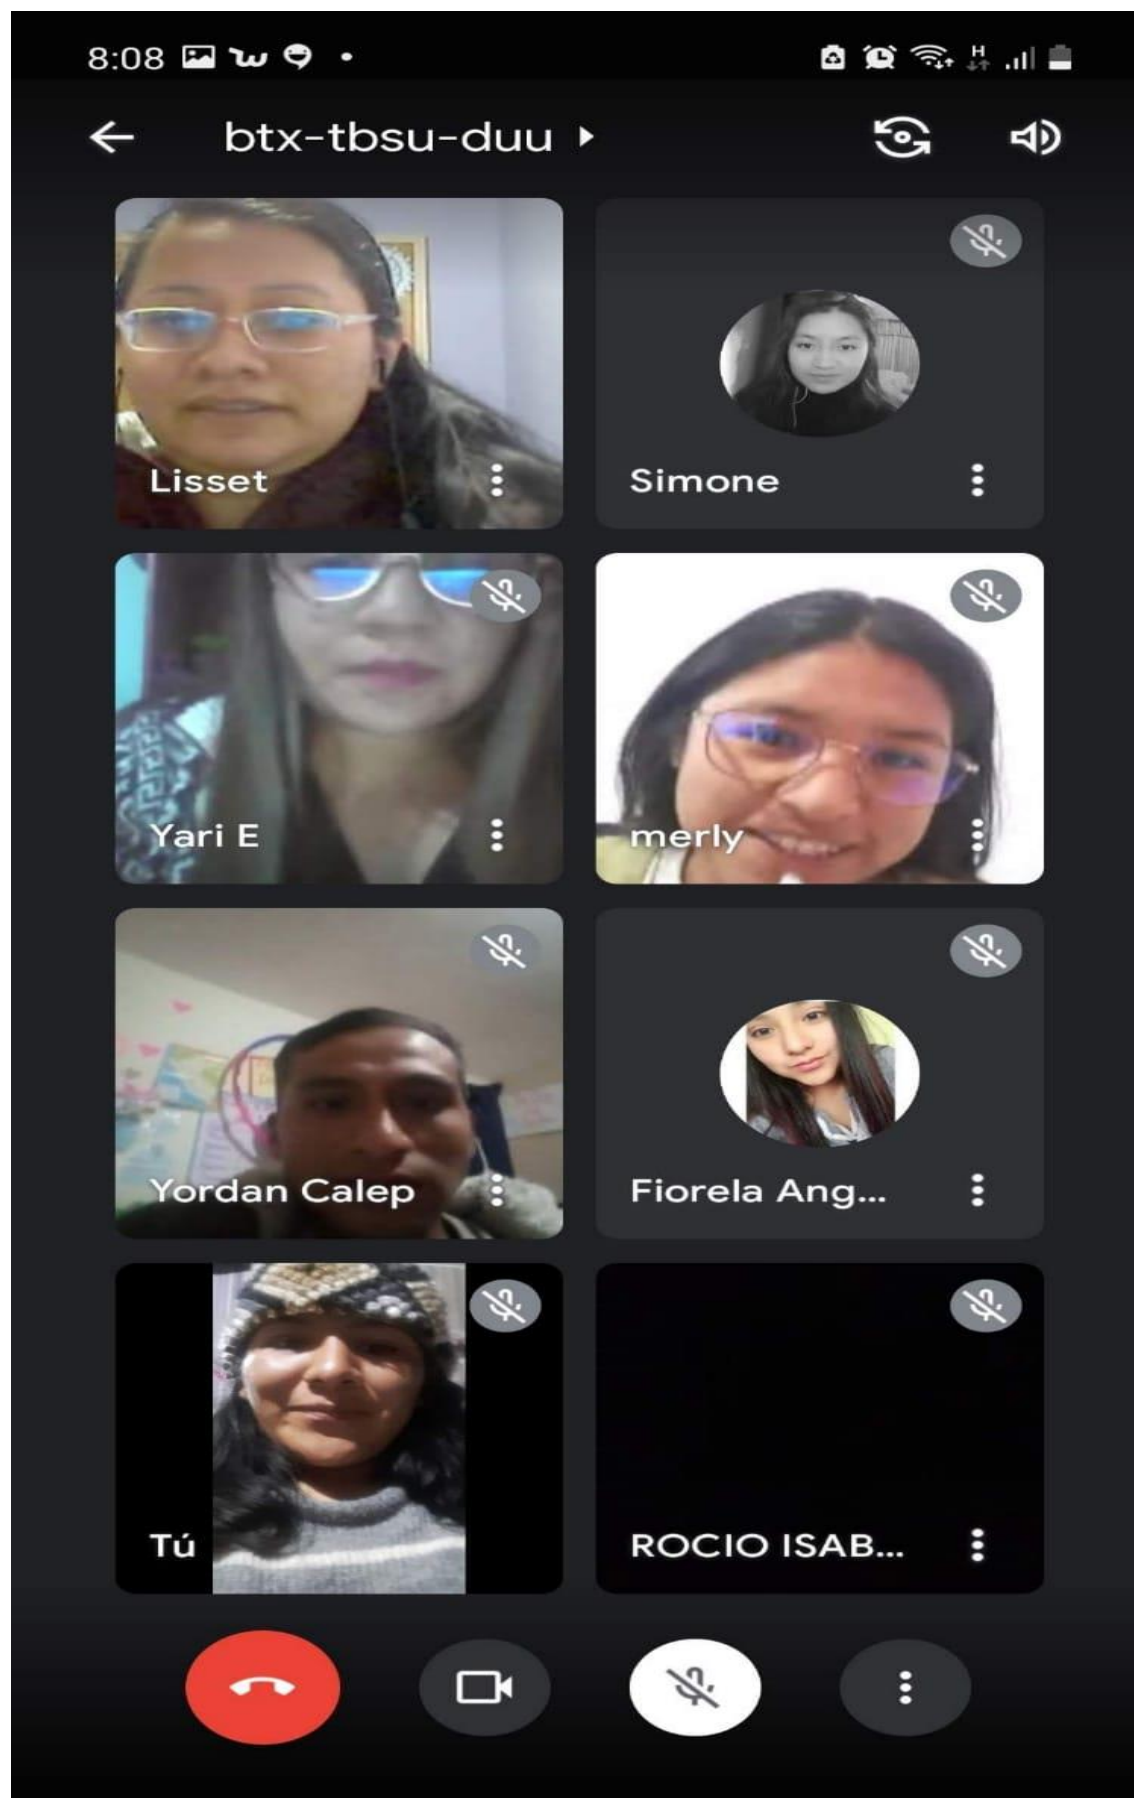 8:08
H
btx-tbsu-duu
Lisset
Simone
Yari E
merly
Yordan Calep
Fiorela Ang...
Tú
ROCIO ISAB...